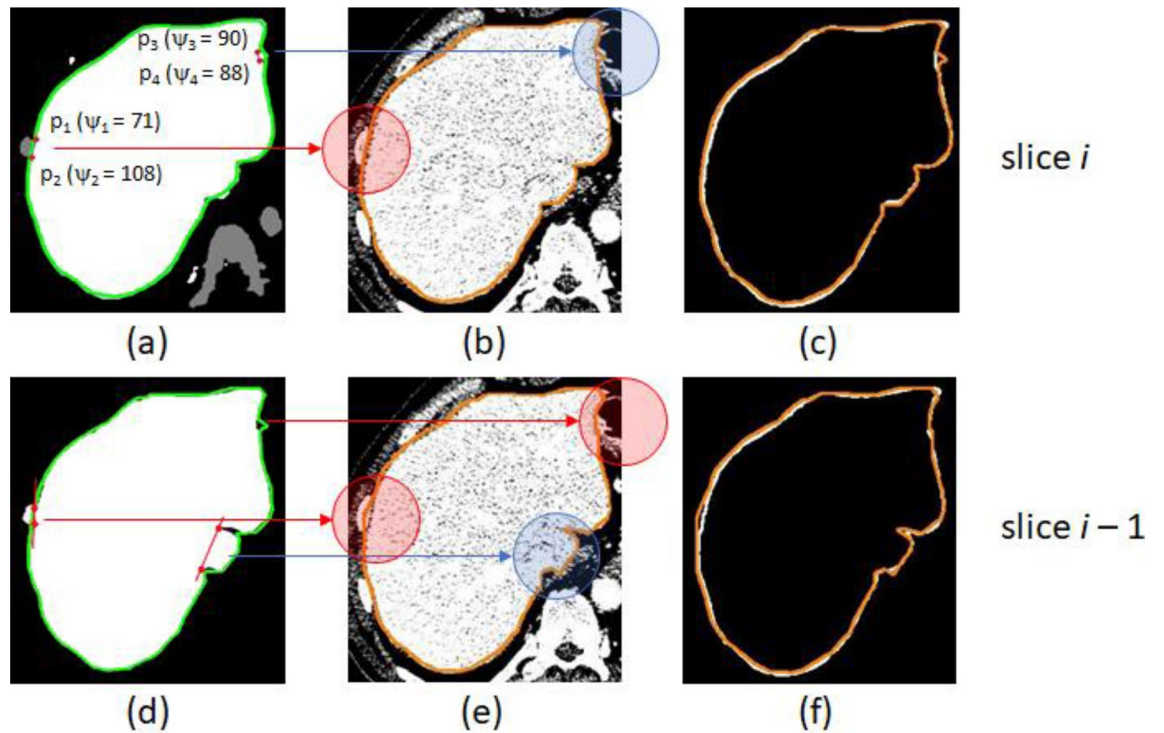 p₃ (ψ₃ = 90)
p₄ (ψ₄ = 88)
p₁ (ψ₁ = 71)
p₂ (ψ₂ = 108)
slice i
(a)
(b)
(c)
slice i – 1
(d)
(e)
(f)